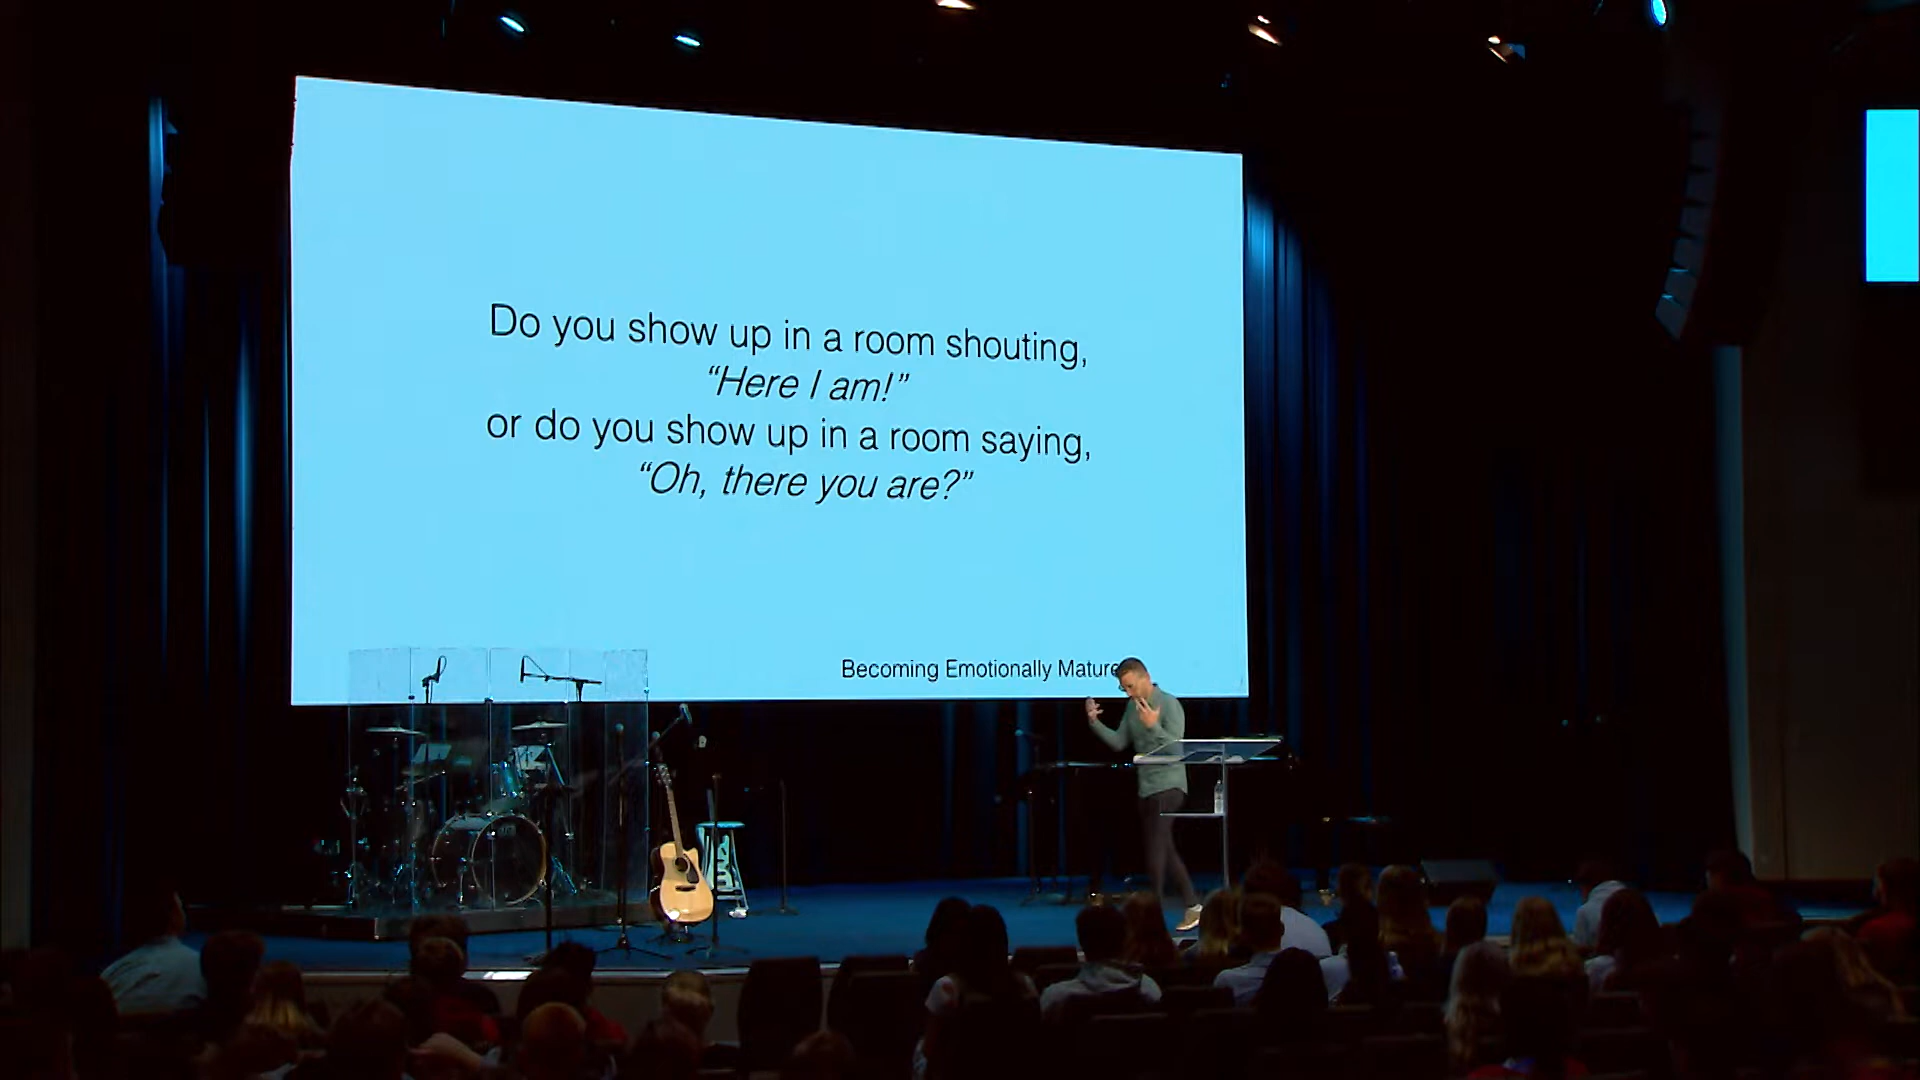 Do you show up in a room shouting,
“Here I am!”
or do you show up in a room saying,
“Oh, there you are?”
Becoming Emotionally Mature